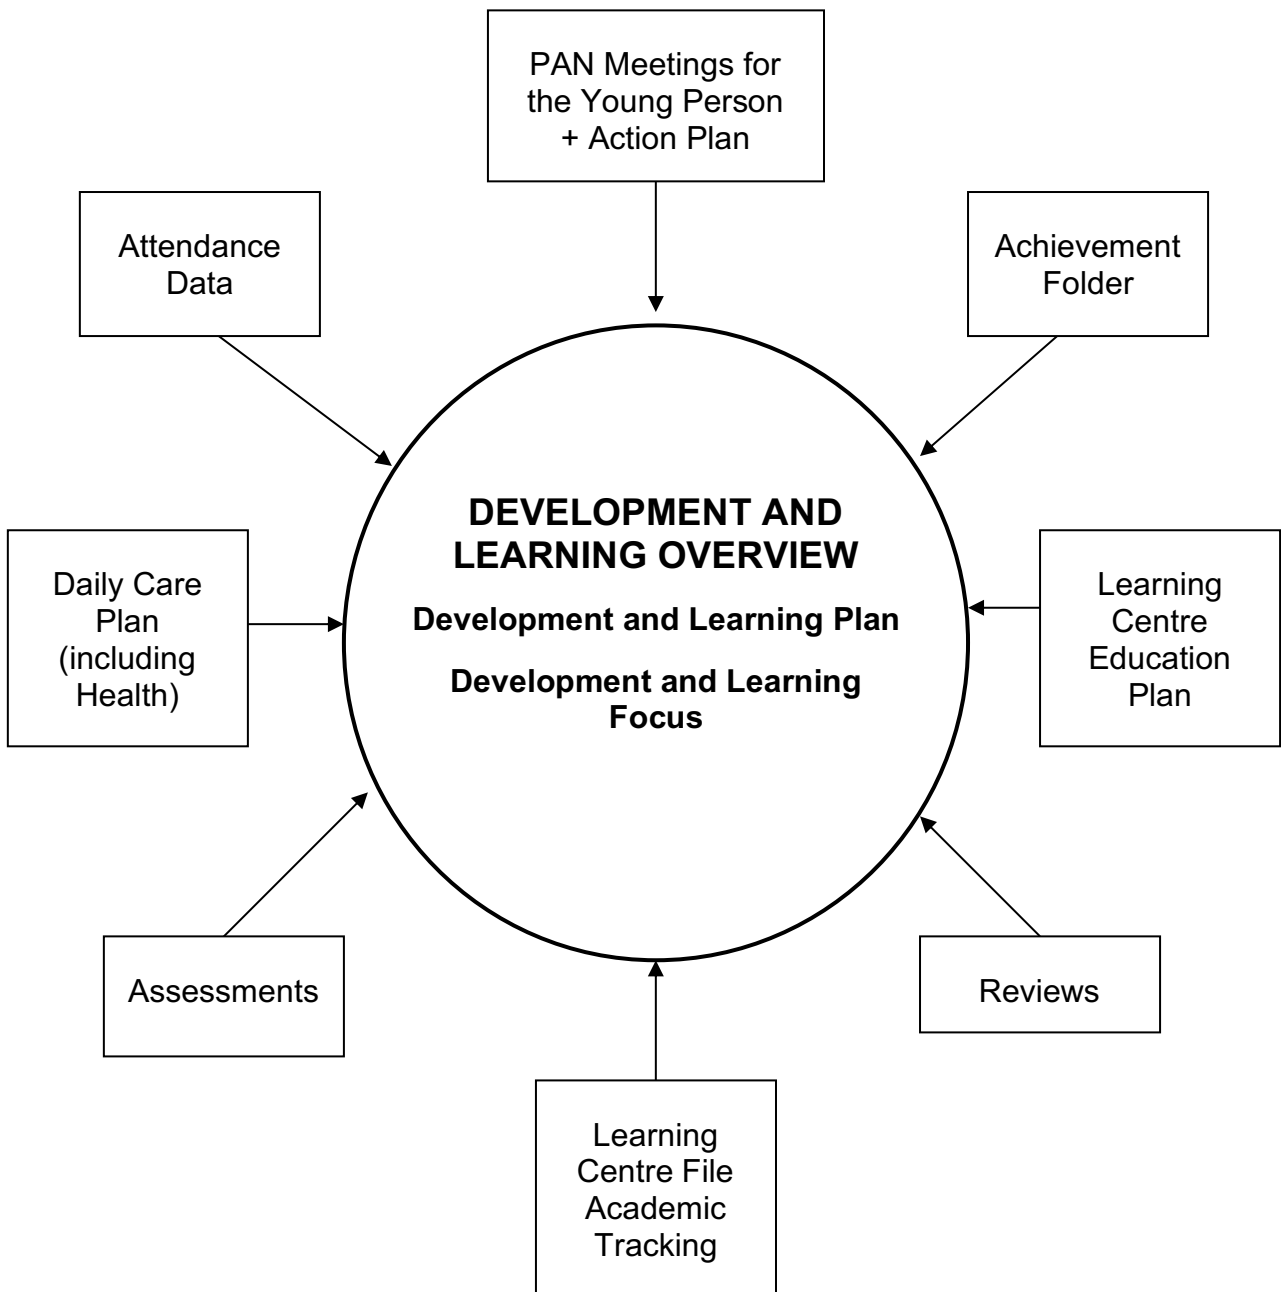 PAN Meetings for
the Young Person
+ Action Plan
Attendance
Data
Achievement
Folder
DEVELOPMENT AND
LEARNING OVERVIEW
Development and Learning Plan
Development and Learning
Focus
Daily Care
Plan
(including
Health)
Learning
Centre
Education
Plan
Assessments
Reviews
Learning
Centre File
Academic
Tracking